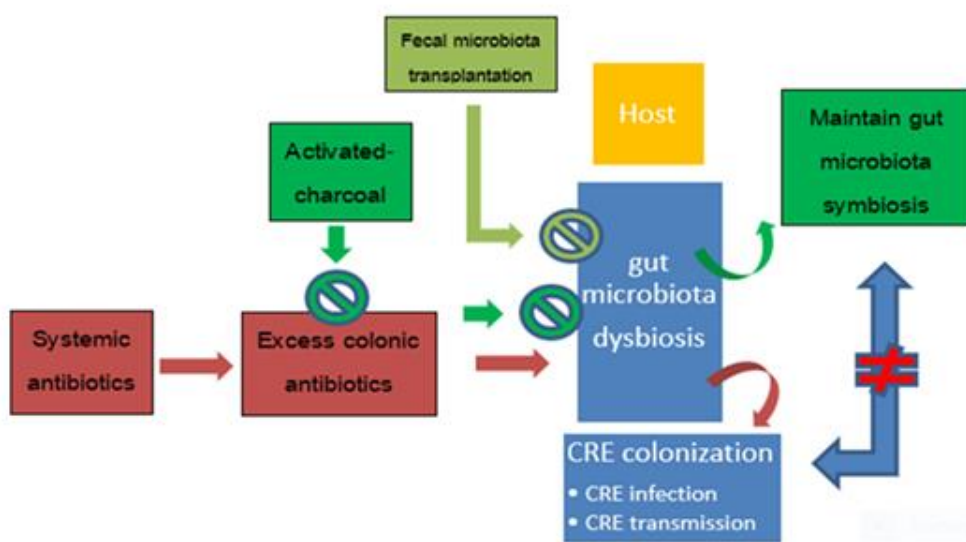 Fecal microbiota
transplantation
Host
Maintain gut
microbiota
symbiosis
Activated-
charcoal
gut
microbiota
dysbiosis
Systemic
antibiotics
Excess colonic
antibiotics
≠
CRE colonization
• CRE infection
• CRE transmission